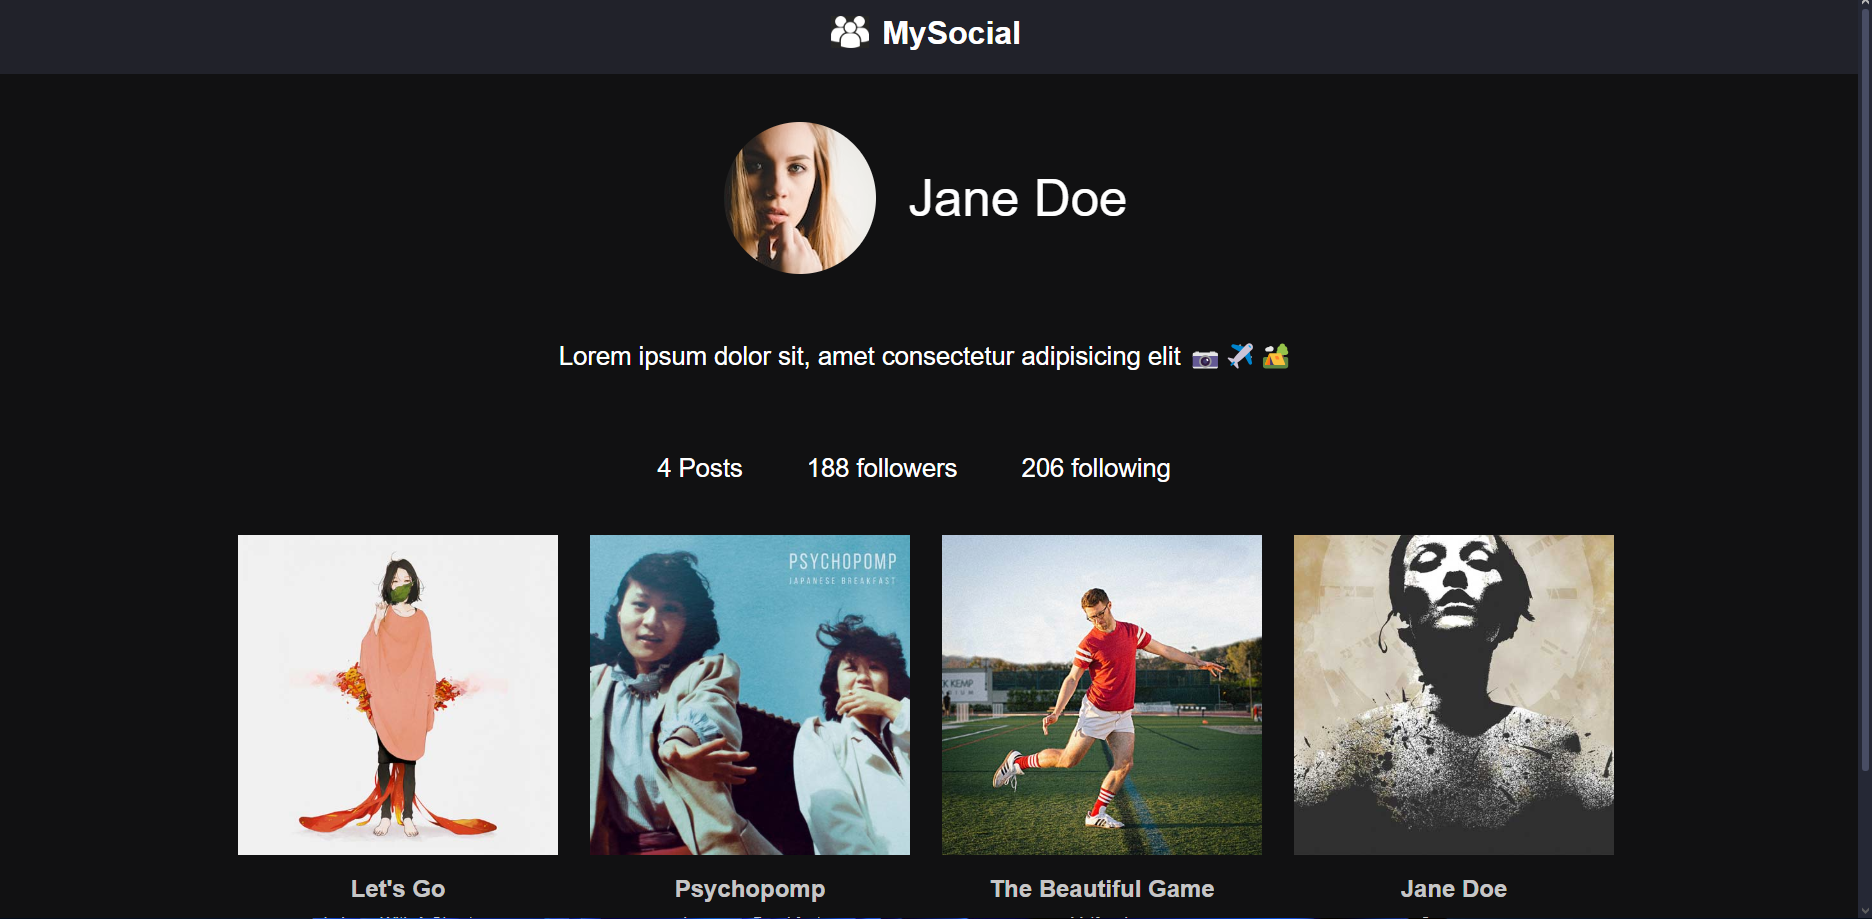 MySocial
Jane Doe
Lorem ipsum dolor sit, amet consectetur adipisicing elit 📷 ✈️ 🏕️
4 Posts 188 followers 206 following
PSYCHOPOMP
JAPANESE BREAKFAST
K KEMP
Let's Go Psychopomp The Beautiful Game Jane Doe